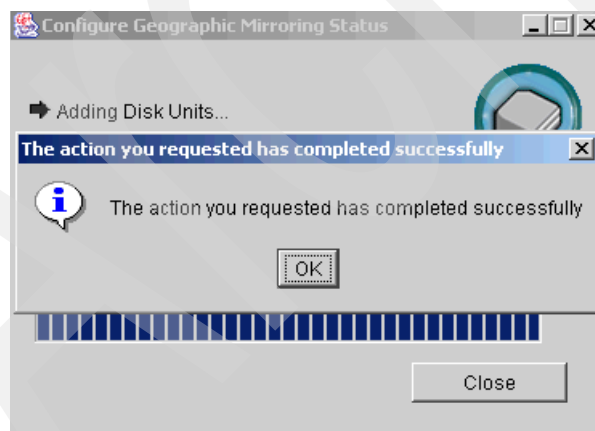 Configure Geographic Mirroring Status
Adding Disk Units...
The action you requested has completed successfully
The action you requested has completed successfully
OK
Close